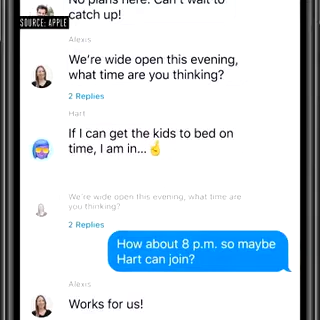 No plans here. Can't wait to
catch up!
SOURCE: APPLE
Alexis
We're wide open this evening,
what time are you thinking?
2 Replies
Hart
If I can get the kids to bed on
time, I am in...🤞
We're wide open this evening, what time are
you thinking?
2 Replies
How about 8 p.m. so maybe
Hart can join?
Alexis
Works for us!